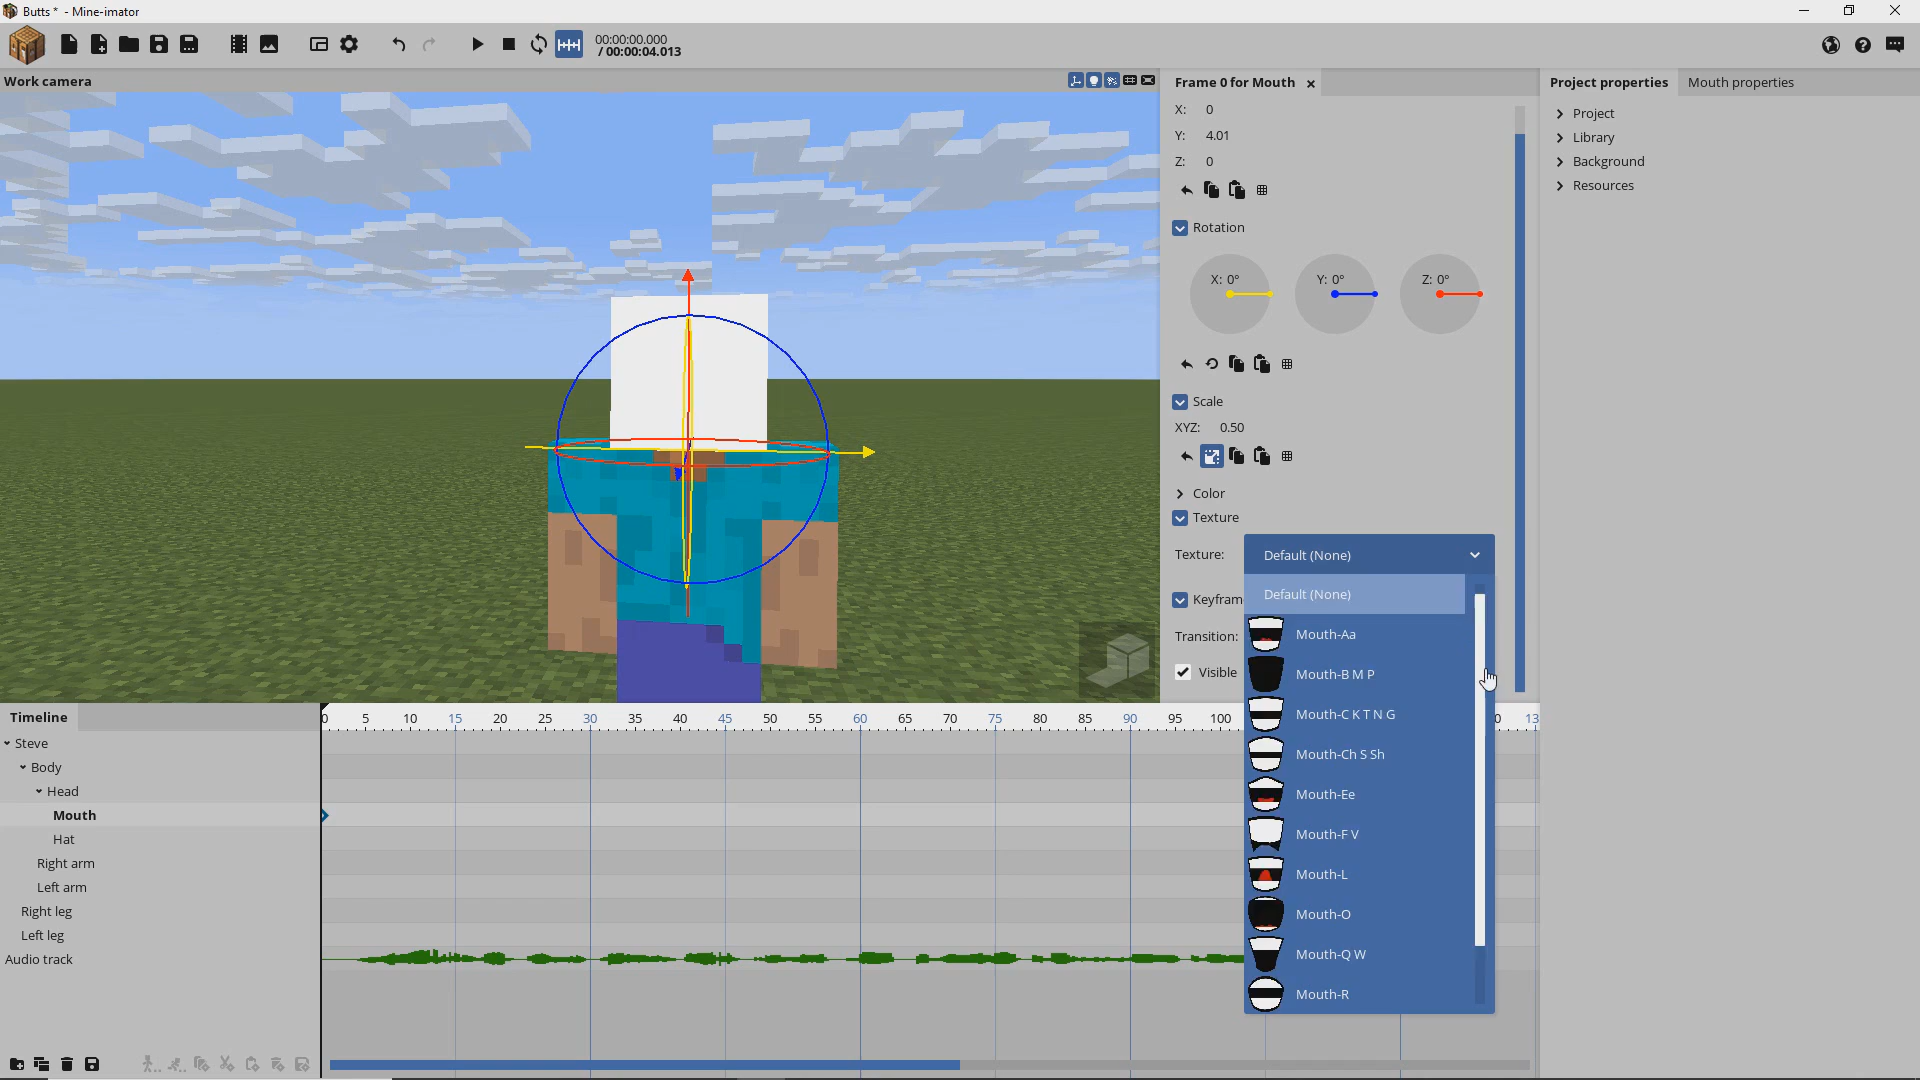 Butts * - Mine-imator
00:00:00.000
/ 00:00:04.013
Work camera
Frame 0 for Mouth
Project properties
Mouth properties
X: 0
Y: 4.01
Z: 0
Project
Library
Background
Resources
Rotation
X: 0°
Y: 0°
Z: 0°
Scale
XYZ: 0.50
Color
Texture
Texture:
Default (None)
Default (None)
Keyfram
Mouth-Aa
Transition:
Visible
Mouth-B M P
Mouth-C K T N G
Mouth-Ch S Sh
Mouth-Ee
Mouth-F V
Mouth-L
Mouth-O
Mouth-Q W
Mouth-R
Timeline
0 5 10 15 20 25 30 35 40 45 50 55 60 65 70 75 80 85 90 95 100 0 13
Steve
Body
Head
Mouth
Hat
Right arm
Left arm
Right leg
Left leg
Audio track